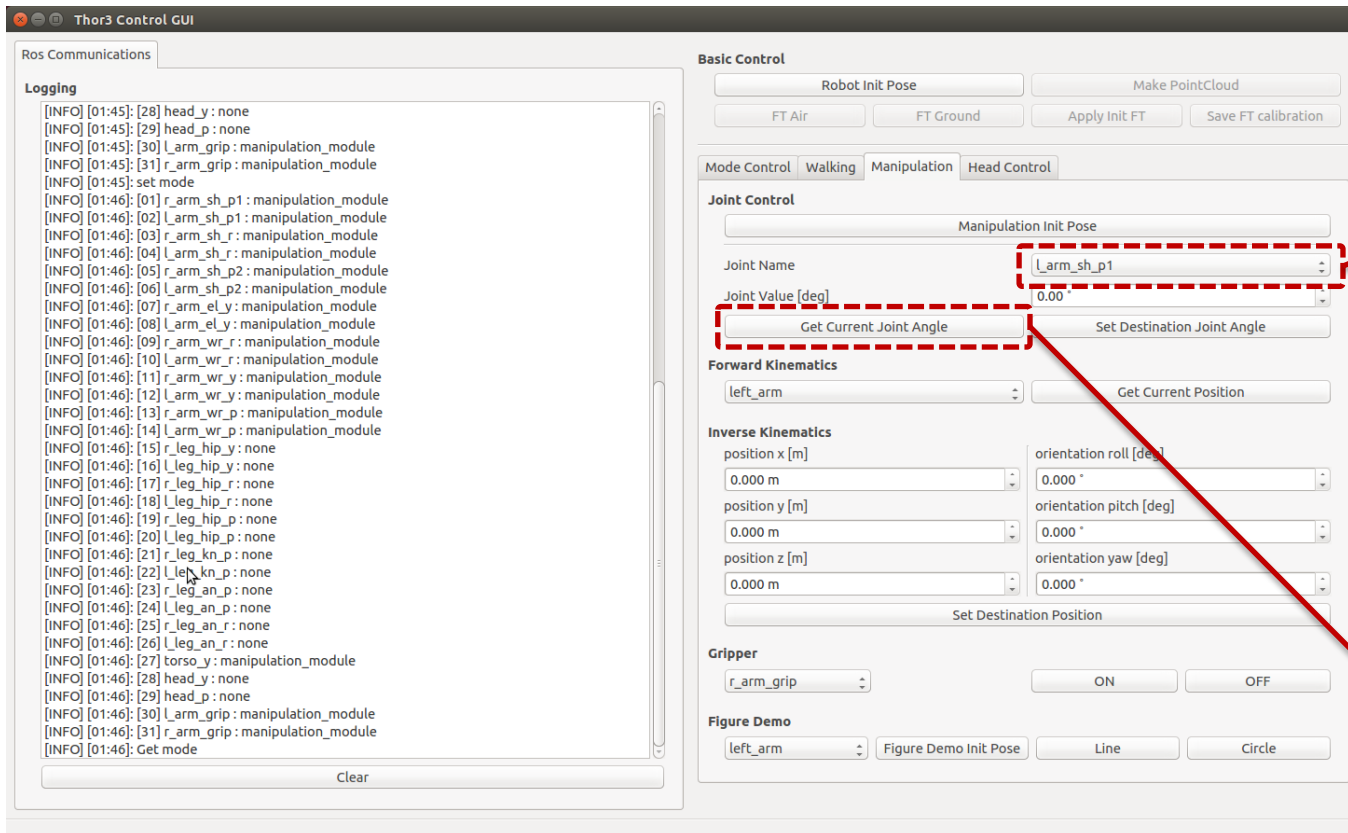 Thor3 Control GUI
Ros Communications
Logging
[INFO] [01:45]: [28] head_y : none
[INFO] [01:45]: [29] head_p : none
[INFO] [01:45]: [30] l_arm_grip : manipulation_module
[INFO] [01:45]: [31] r_arm_grip : manipulation_module
[INFO] [01:45]: set mode
[INFO] [01:46]: [01] r_arm_sh_p1 : manipulation_module
[INFO] [01:46]: [02] l_arm_sh_p1 : manipulation_module
[INFO] [01:46]: [03] r_arm_sh_r : manipulation_module
[INFO] [01:46]: [04] l_arm_sh_r : manipulation_module
[INFO] [01:46]: [05] r_arm_sh_p2 : manipulation_module
[INFO] [01:46]: [06] l_arm_sh_p2 : manipulation_module
[INFO] [01:46]: [07] r_arm_el_y : manipulation_module
[INFO] [01:46]: [08] l_arm_el_y : manipulation_module
[INFO] [01:46]: [09] r_arm_wr_r : manipulation_module
[INFO] [01:46]: [10] l_arm_wr_r : manipulation_module
[INFO] [01:46]: [11] r_arm_wr_y : manipulation_module
[INFO] [01:46]: [12] l_arm_wr_y : manipulation_module
[INFO] [01:46]: [13] r_arm_wr_p : manipulation_module
[INFO] [01:46]: [14] l_arm_wr_p : manipulation_module
[INFO] [01:46]: [15] r_leg_hip_y : none
[INFO] [01:46]: [16] l_leg_hip_y : none
[INFO] [01:46]: [17] r_leg_hip_r : none
[INFO] [01:46]: [18] l_leg_hip_r : none
[INFO] [01:46]: [19] r_leg_hip_p : none
[INFO] [01:46]: [20] l_leg_hip_p : none
[INFO] [01:46]: [21] r_leg_kn_p : none
[INFO] [01:46]: [22] l_leg_kn_p : none
[INFO] [01:46]: [23] r_leg_an_p : none
[INFO] [01:46]: [24] l_leg_an_p : none
[INFO] [01:46]: [25] r_leg_an_r : none
[INFO] [01:46]: [26] l_leg_an_r : none
[INFO] [01:46]: [27] torso_y : manipulation_module
[INFO] [01:46]: [28] head_y : none
[INFO] [01:46]: [29] head_p : none
[INFO] [01:46]: [30] l_arm_grip : manipulation_module
[INFO] [01:46]: [31] r_arm_grip : manipulation_module
[INFO] [01:46]: Get mode
Clear
Basic Control
Robot Init Pose Make PointCloud
FT Air FT Ground Apply Init FT Save FT calibration
Mode Control Walking Manipulation Head Control
Joint Control
Manipulation Init Pose
Joint Name l_arm_sh_p1
Joint Value [deg] 0.00 °
Get Current Joint Angle Set Destination Joint Angle
Forward Kinematics
left_arm Get Current Position
Inverse Kinematics
position x [m] orientation roll [deg]
0.000 m 0.000 °
position y [m] orientation pitch [deg]
0.000 m 0.000 °
position z [m] orientation yaw [deg]
0.000 m 0.000 °
Set Destination Position
Gripper
r_arm_grip ON OFF
Figure Demo
left_arm Figure Demo Init Pose Line Circle